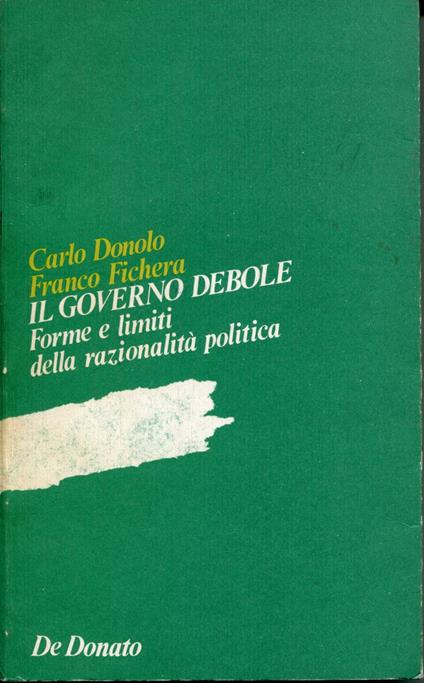 Carlo Donolo
Franco Fichera
IL GOVERNO DEBOLE
Forme e limiti
della razionalità politica
De Donato